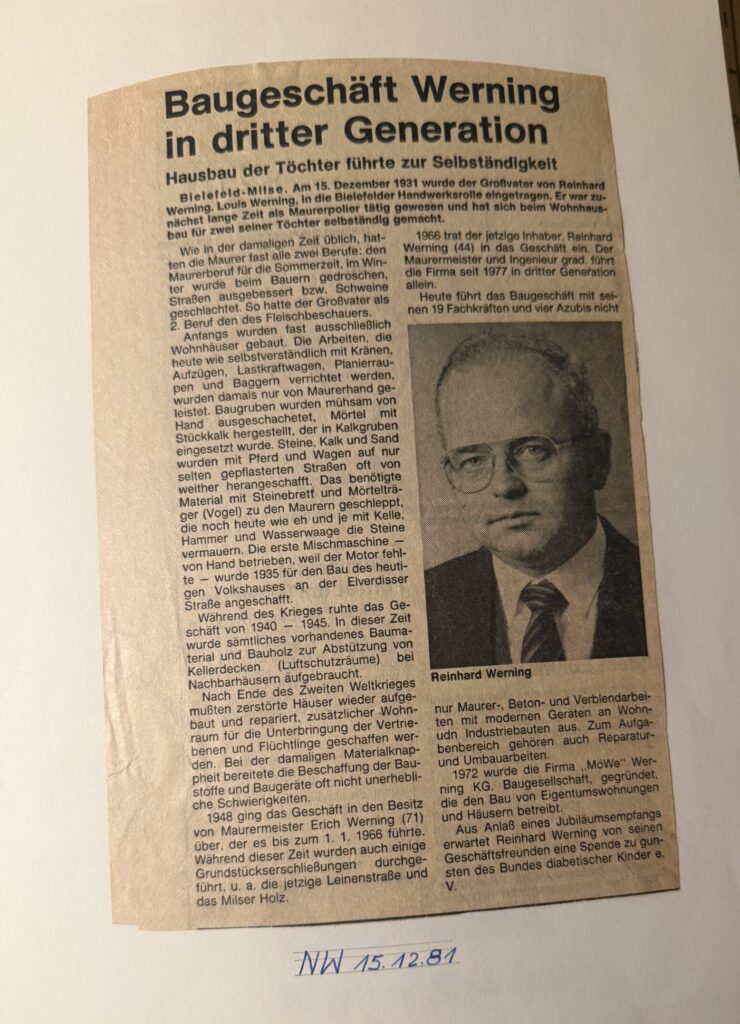 Baugeschäft Werning
in dritter Generation
Hausbau der Töchter führte zur Selbständigkeit
Bielefeld-Milse. Am 15. Dezember 1931 wurde der Großvater von Reinhard
Werning, Louis Werning, in die Bielefelder Handwerksrolle eingetragen. Er war zu-
nächst lange Zeit als Maurerpolier tätig gewesen und hat sich beim Wohnhaus-
bau für zwei seiner Töchter selbständig gemacht.
Wie in der damaligen Zeit üblich, hat-
ten die Maurer fast alle zwei Berufe: den
Maurerberuf für die Sommerzeit, im Win-
ter wurde beim Bauern gedroschen,
Straßen ausgebessert bzw. Schweine
geschlachtet. So hatte der Großvater als
2. Beruf den des Fleischbeschauers.
Anfangs wurden fast ausschließlich
Wohnhäuser gebaut. Die Arbeiten, die
heute wie selbstverständlich mit Kränen,
Aufzügen, Lastkraftwagen, Planierrau-
pen und Baggern verrichtet werden,
wurden damals nur von Maurerhand ge-
leistet. Baugruben wurden mühsam von
Hand ausgeschachetet, Mörtel mit
Stückkalk hergestellt, der in Kalkgruben
eingesetzt wurde. Steine, Kalk und Sand
wurden mit Pferd und Wagen auf nur
selten gepflasterten Straßen oft von
weither herangeschafft. Das benötigte
Material mit Steinebrett und Mörtelträ-
ger (Vogel) zu den Maurern geschleppt,
die noch heute wie eh und je mit Kelle,
Hammer und Wasserwaage die Steine
vermauern. Die erste Mischmaschine —
von Hand betrieben, weil der Motor fehl-
te — wurde 1935 für den Bau des heuti-
gen Volkshauses an der Elverdisser
Straße angeschafft.
Während des Krieges ruhte das Ge-
schäft von 1940 — 1945. In dieser Zeit
wurde sämtliches vorhandenes Bauma-
terial und Bauholz zur Abstützung von
Kellerdecken (Luftschutzräume) bei
Nachbarhäusern aufgebraucht.
Nach Ende des Zweiten Weltkrieges
mußten zerstörte Häuser wieder aufge-
baut und repariert, zusätzlicher Wohn-
raum für die Unterbringung der Vertrie-
benen und Flüchtlinge geschaffen wer-
den. Bei der damaligen Materialknap-
pheit bereitete die Beschaffung der Bau-
stoffe und Baugeräte oft nicht unerhebli-
che Schwierigkeiten.
1948 ging das Geschäft in den Besitz
von Maurermeister Erich Werning (71)
über, der es bis zum 1. 1. 1966 führte.
Während dieser Zeit wurden auch einige
Grundstückserschließungen durchge-
führt, u. a. die jetzige Leinenstraße und
das Milser Holz.
1966 trat der jetzige Inhaber, Reinhard
Werning (44) in das Geschäft ein. Der
Maurermeister und Ingenieur grad. führt
die Firma seit 1977 in dritter Generation
allein.
Heute führt das Baugeschäft mit sei-
nen 19 Fachkräften und vier Azubis nicht
Reinhard Werning
nur Maurer-, Beton- und Verblendarbei-
ten mit modernen Geräten an Wohn-
udn Industriebauten aus. Zum Aufga-
benbereich gehören auch Reparatur-
und Umbauarbeiten.
1972 wurde die Firma „MöWe“ Wer-
ning KG, Baugesellschaft, gegründet,
die den Bau von Eigentumswohnungen
und Häusern betreibt.
Aus Anlaß eines Jubiläumsempfangs
erwartet Reinhard Werning von seinen
Geschäftsfreunden eine Spende zu gun-
sten des Bundes diabetischer Kinder e.
V.
NW 15.12.81